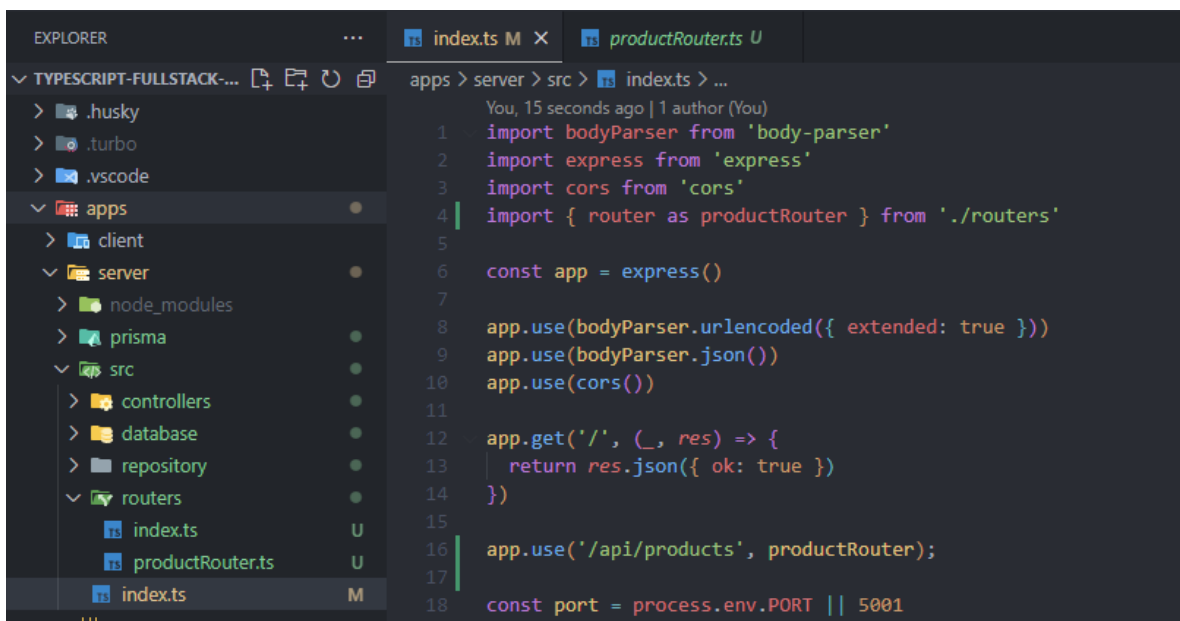 EXPLORER ...
TYPESCRIPT-FULLSTACK-...
.husky
.turbo
.vscode
apps
client
server
node_modules
prisma
src
controllers
database
repository
routers
index.ts U
productRouter.ts U
index.ts M
index.ts M productRouter.ts U
apps > server > src > TS index.ts > ...
You, 15 seconds ago | 1 author (You)
1 import bodyParser from 'body-parser'
2 import express from 'express'
3 import cors from 'cors'
4 import { router as productRouter } from './routers'
5
6 const app = express()
7
8 app.use(bodyParser.urlencoded({ extended: true }))
9 app.use(bodyParser.json())
10 app.use(cors())
11
12 app.get('/', (_, res) => {
13 return res.json({ ok: true })
14 })
15
16 app.use('/api/products', productRouter);
17
18 const port = process.env.PORT || 5001